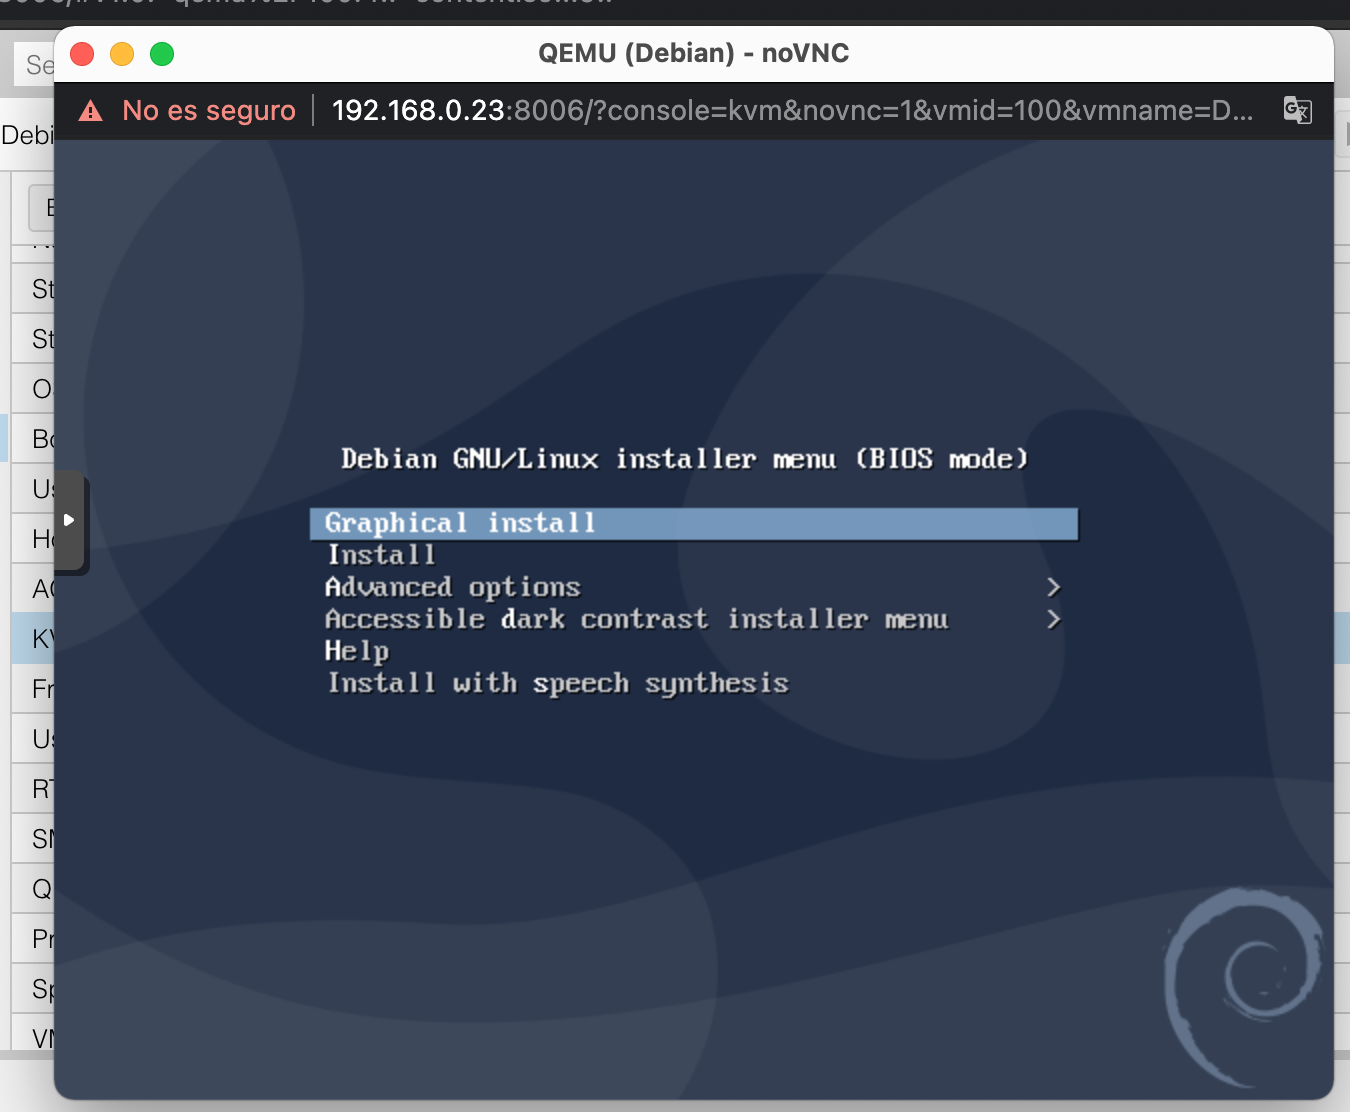 QEMU (Debian) - noVNC
No es seguro
192.168.0.23:8006/?console=kvm&novnc=1&vmid=100&vmname=D...
Debian GNU/Linux installer menu (BIOS mode)
Graphical install
Install
Advanced options >
Accessible dark contrast installer menu >
Help
Install with speech synthesis